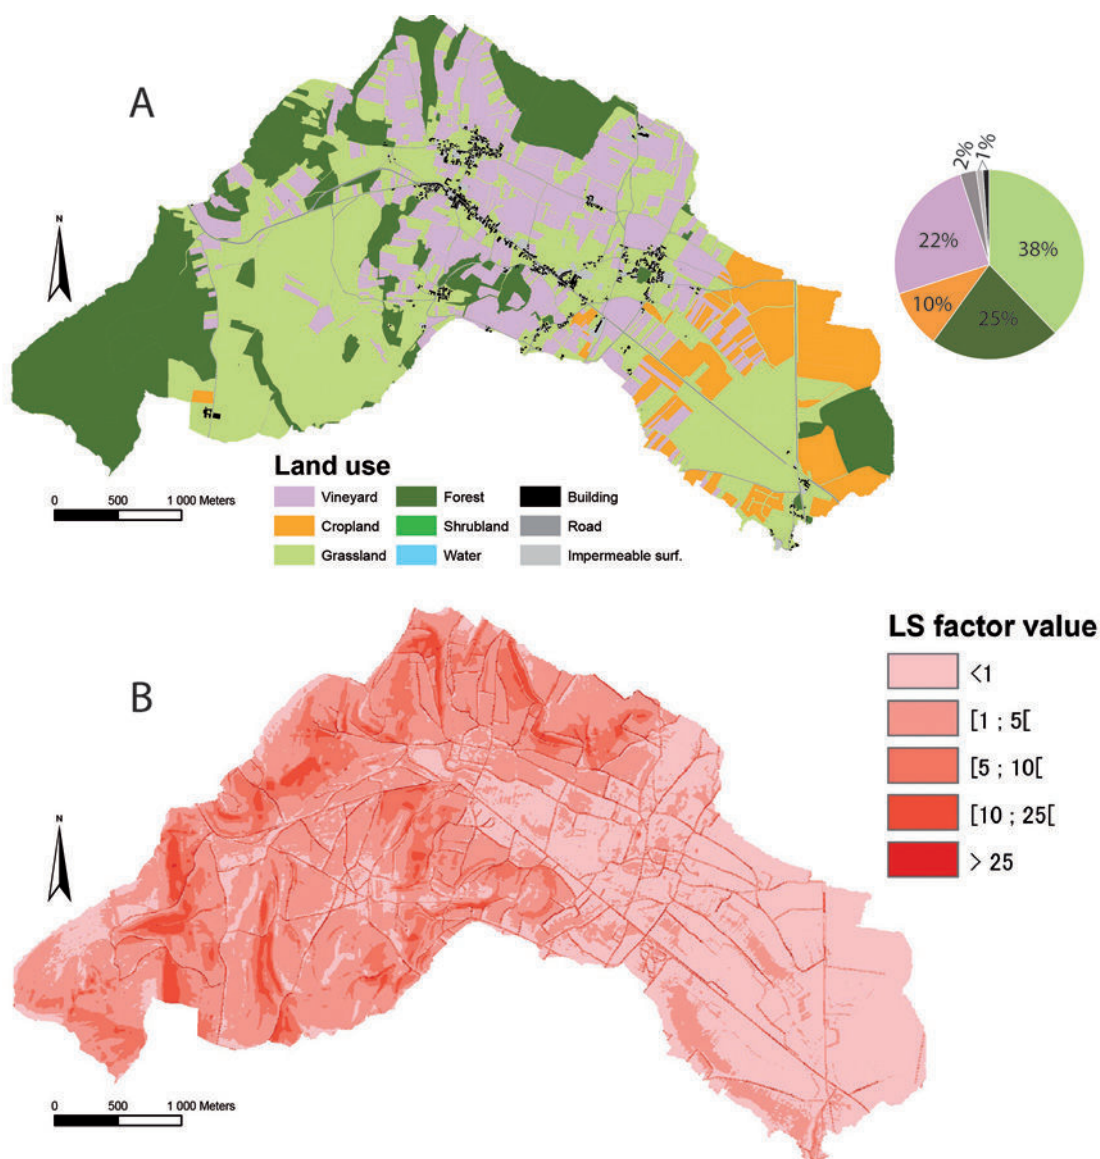 A
N
2%
1%
22%
38%
10%
25%
Land use
Vineyard
Forest
Building
Cropland
Shrubland
Road
Grassland
Water
Impermeable surf.
0 500 1 000 Meters
B
N
LS factor value
<1
[1 ; 5[
[5 ; 10[
[10 ; 25[
> 25
0 500 1 000 Meters